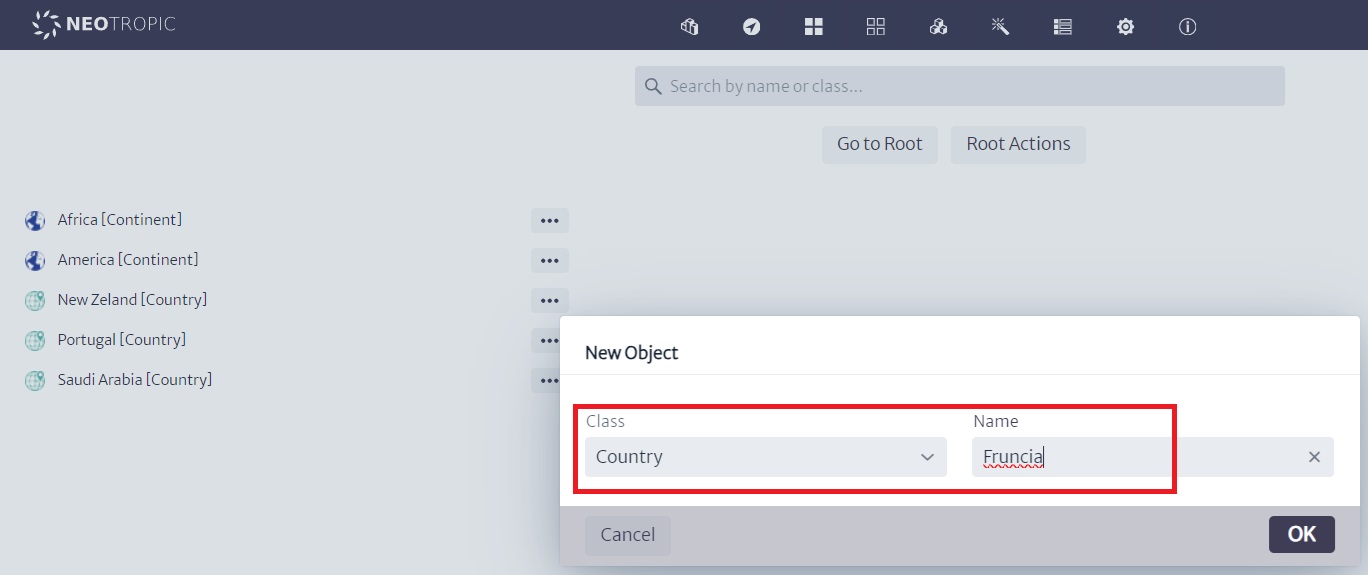 NEOTROPIC
Search by name or class...
Go to Root
Root Actions
Africa [Continent]
America [Continent]
New Zeland [Country]
Portugal [Country]
Saudi Arabia [Country]
New Object
Class
Name
Country
Fruncia
Cancel
OK